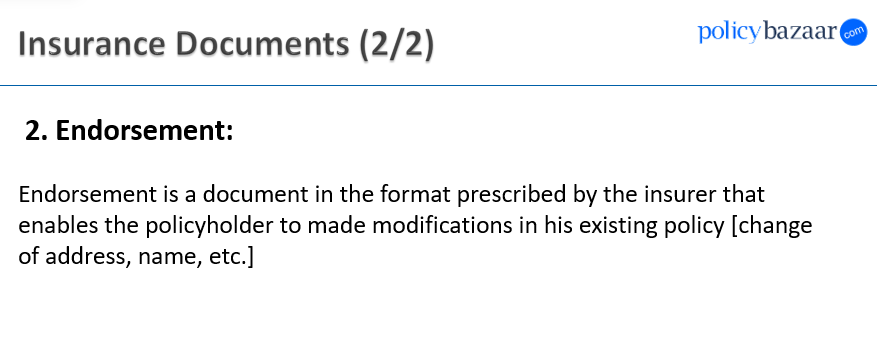 Insurance Documents (2/2)
policybazaar.com
2. Endorsement:
Endorsement is a document in the format prescribed by the insurer that
enables the policyholder to made modifications in his existing policy [change
of address, name, etc.]